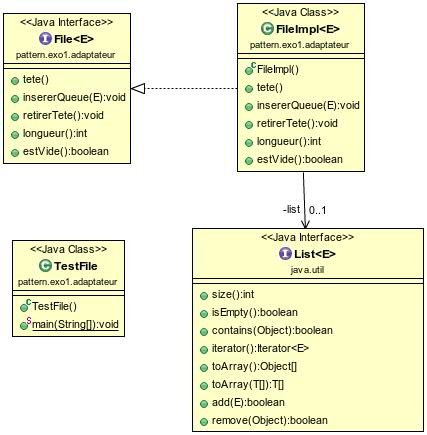 <<Java Interface>>
File<E>
pattern.exo1.adaptateur
tete()
insererQueue(E):void
retirerTete():void
longueur():int
estVide():boolean
<<Java Class>>
FileImpl<E>
pattern.exo1.adaptateur
FileImpl()
tete()
insererQueue(E):void
retirerTete():void
longueur():int
estVide():boolean
-list
0..1
<<Java Class>>
TestFile
pattern.exo1.adaptateur
TestFile()
main(String[]):void
<<Java Interface>>
List<E>
java.util
size():int
isEmpty():boolean
contains(Object):boolean
iterator():Iterator<E>
toArray():Object[]
toArray(T[]):T[]
add(E):boolean
remove(Object):boolean